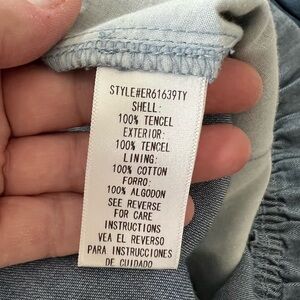 STYLE#ER61639TY
SHELL:
100% TENCEL
EXTERIOR:
100% TENCEL
LINING:
100% COTTON
FORRO:
100% ALGODON
SEE REVERSE
FOR CARE
INSTRUCTIONS
VEA EL REVERSO
PARA INSTRUCCIONES
DE CUIDADO